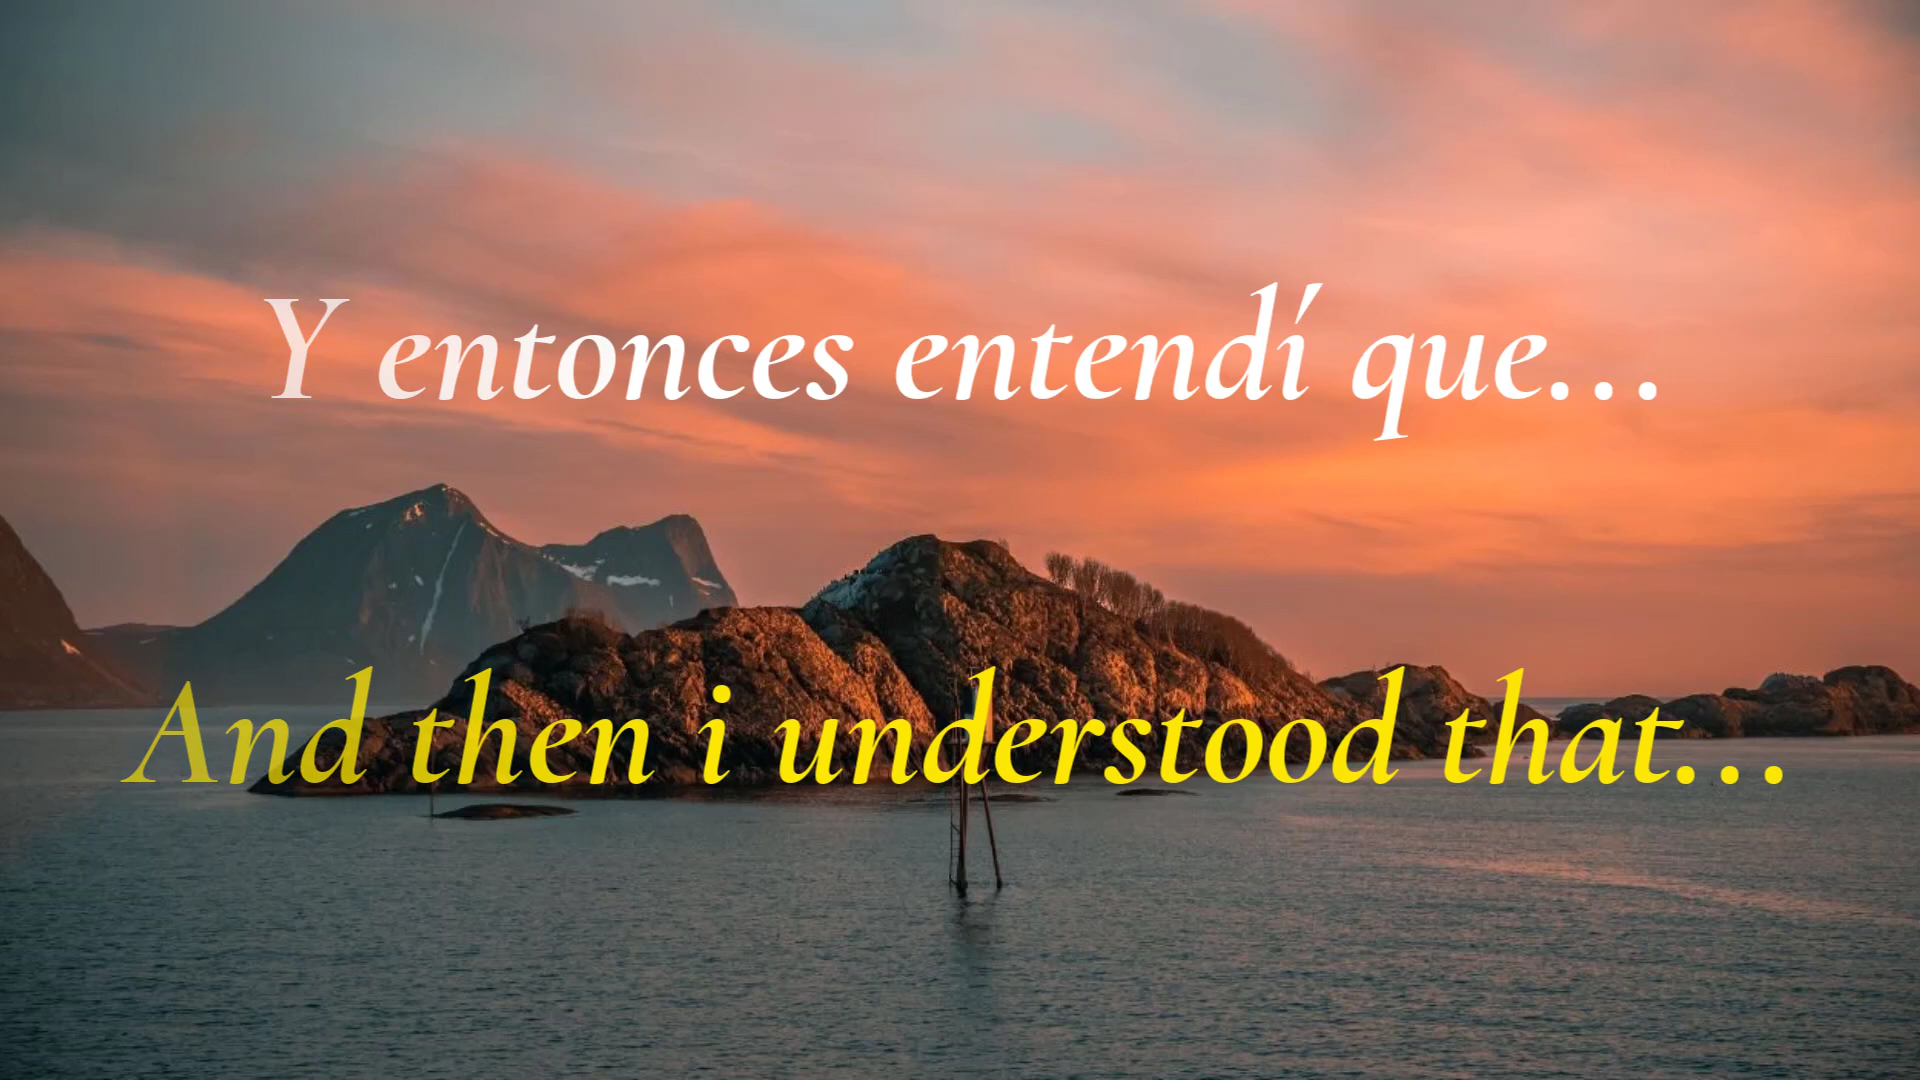 Y entonces entendí que...
And then i understood that...